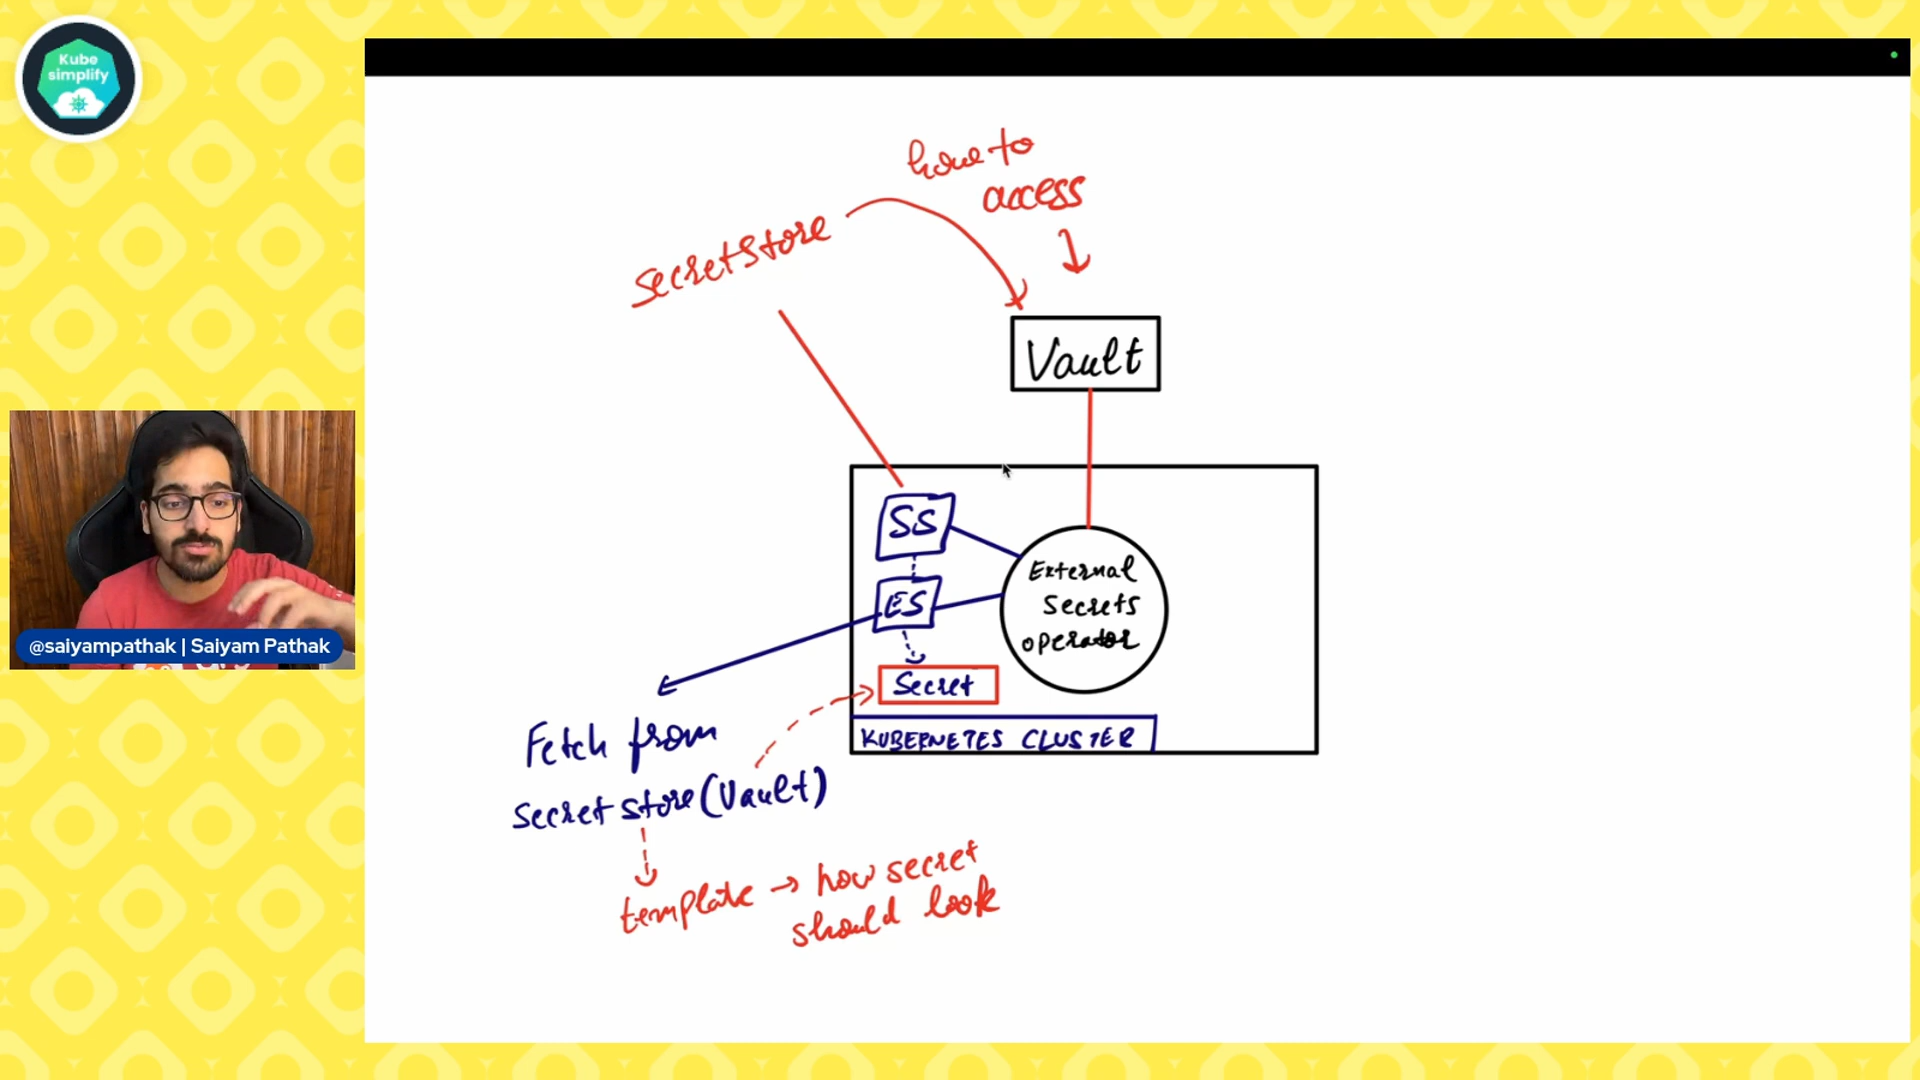 Kube
simplify
how to
access
secretstore
Vault
SS
ES
External
Secrets
operator
Secret
KUBERNETES CLUSTER
@saiyampathak | Saiyam Pathak
Fetch from
Secret store (Vault)
template → how secret
should look